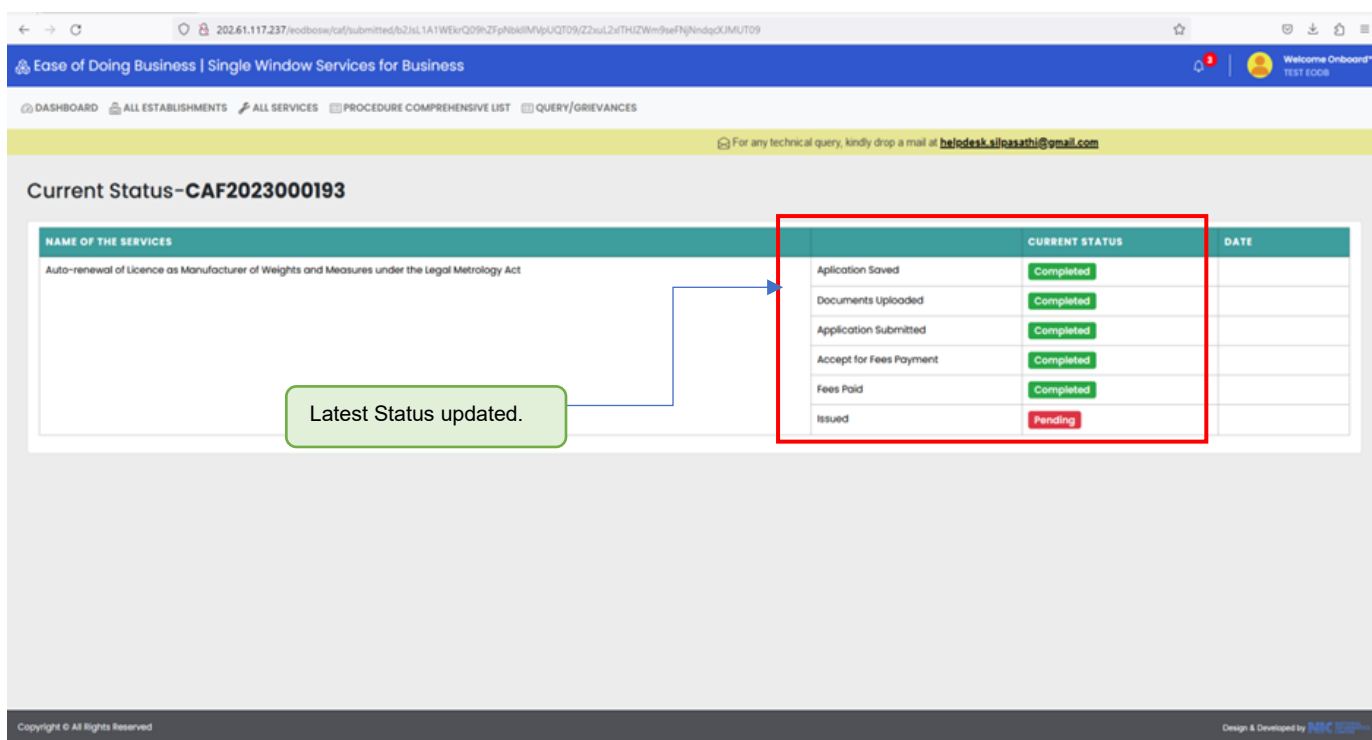 202.61.117.237/eodbosw/caf/submitted/
Ease of Doing Business | Single Window Services for Business
3
Welcome Onboard"
TEST EODB
DASHBOARD ALL ESTABLISHMENTS ALL SERVICES PROCEDURE COMPREHENSIVE LIST QUERY/GRIEVANCES
For any technical query, kindly drop a mail at helpdesk.silpasathi@gmail.com
Current Status-CAF2023000193
NAME OF THE SERVICES CURRENT STATUS DATE
Auto-renewal of Licence as Manufacturer of Weights and Measures under the Legal Metrology Act Aplication Saved Completed
Documents Uploaded Completed
Application Submitted Completed
Accept for Fees Payment Completed
Fees Paid Completed
Issued Pending
Latest Status updated.
Copyright © All Rights Reserved
Design & Developed by NIC